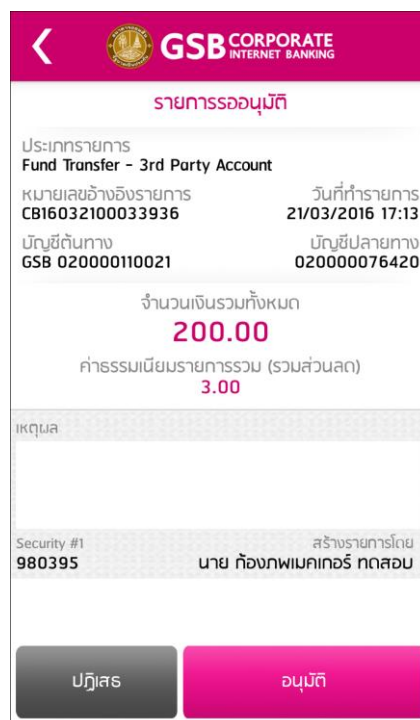 GSB CORPORATE INTERNET BANKING
รายการรออนุมัติ
ประเภทรายการ
Fund Transfer - 3rd Party Account
หมายเลขอ้างอิงรายการ วันที่ทำรายการ
CB16032100033936 21/03/2016 17:13
บัญชีต้นทาง บัญชีปลายทาง
GSB 020000110021 020000076420
จำนวนเงินรวมทั้งหมด
200.00
ค่าธรรมเนียมรายการรวม (รวมส่วนลด)
3.00
เหตุผล
Security #1 สร้างรายการโดย
980395 นาย ก้องภพเมคเกอร์ ทดสอบ
ปฏิเสธ อนุมัติ